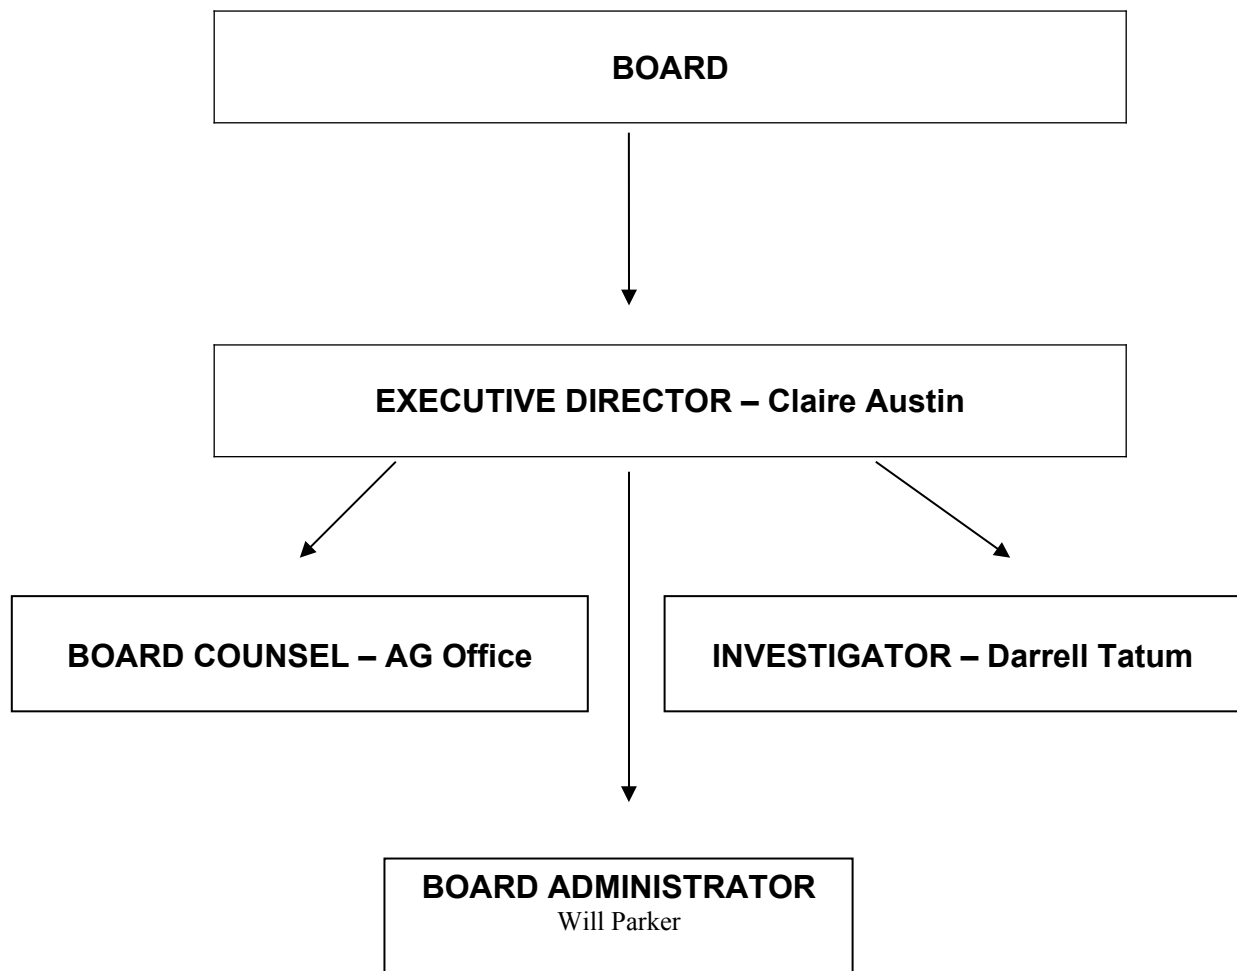 BOARD
EXECUTIVE DIRECTOR – Claire Austin
BOARD COUNSEL – AG Office
INVESTIGATOR – Darrell Tatum
BOARD ADMINISTRATOR
Will Parker